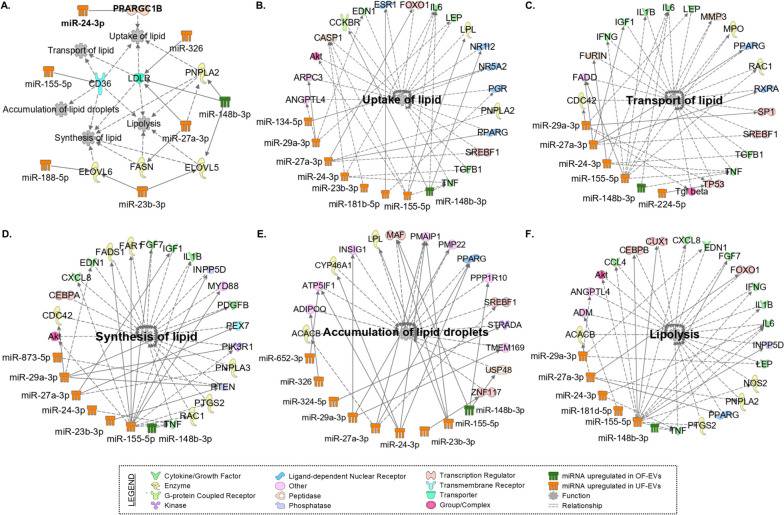 A.
miR-24-3p
PPARGC1B
Transport of lipid
Uptake of lipid
miR-326
miR-155-5p
CD36
LDLR
PNPLA2
Accumulation of lipid droplets
miR-148b-3p
Synthesis of lipid
Lipolysis
miR-27a-3p
miR-188-5p
ELOVL6
FASN
ELOVL5
miR-23b-3p
B.
EDN1
ESR1
FOXO1
IL6
LEP
CCKBR
LPL
CASP1
NR1I2
Akt
NR5A2
ARPC3
PGR
ANGPTL4
Uptake of lipid
PNPLA2
miR-134-5p
PPARG
miR-29a-3p
SREBF1
miR-27a-3p
TGFB1
miR-24-3p
TNF
miR-23b-3p
miR-148b-3p
miR-181b-5p
miR-155-5p
C.
IL1B
IL6
LEP
IGF1
MMP3
IFNG
MPO
FURIN
PPARG
FADD
RAC1
CDC42
Transport of lipid
RXRA
miR-29a-3p
SP1
miR-27a-3p
SREBF1
miR-24-3p
TGFB1
miR-155-5p
TNF
miR-148b-3p
TP53
Tgf beta
miR-224-5p
D.
FAR1
FGF7
IGF1
FADS1
IL1B
EDN1
INPP5D
CXCL8
MYD88
CEBPA
PDGFB
CDC42
PEX7
Akt
Synthesis of lipid
PIK3R1
miR-873-5p
PNPLA3
miR-29a-3p
PTEN
miR-27a-3p
PTGS2
miR-24-3p
RAC1
miR-23b-3p
TNF
miR-155-5p
miR-148b-3p
E.
LPL
MAF
PMAIP1
INSIG1
PMP22
CYP46A1
PPARG
ATP5IF1
PPP1R10
ADIPOQ
SREBF1
ACACB
Accumulation of lipid droplets
STRADA
miR-652-3p
TMEM169
miR-326
USP48
miR-324-5p
ZNF117
miR-29a-3p
miR-148b-3p
miR-27a-3p
miR-155-5p
miR-24-3p
miR-23b-3p
F.
CUX1
CXCL8
CEBPB
EDN1
CCL4
FGF7
Akt
FOXO1
ANGPTL4
IFNG
ADM
IL1B
ACACB
Lipolysis
IL6
miR-29a-3p
INPP5D
miR-27a-3p
LEP
miR-24-3p
NOS2
miR-181d-5p
PNPLA2
miR-155-5p
PPARG
miR-148b-3p
TNF
PTGS2
LEGEND
Cytokine/Growth Factor
Enzyme
G-protein Coupled Receptor
Kinase
Ligand-dependent Nuclear Receptor
Other
Peptidase
Phosphatase
Transcription Regulator
Transmembrane Receptor
Transporter
Group/Complex
miRNA upregulated in OF-EVs
miRNA upregulated in UF-EVs
Function
Relationship